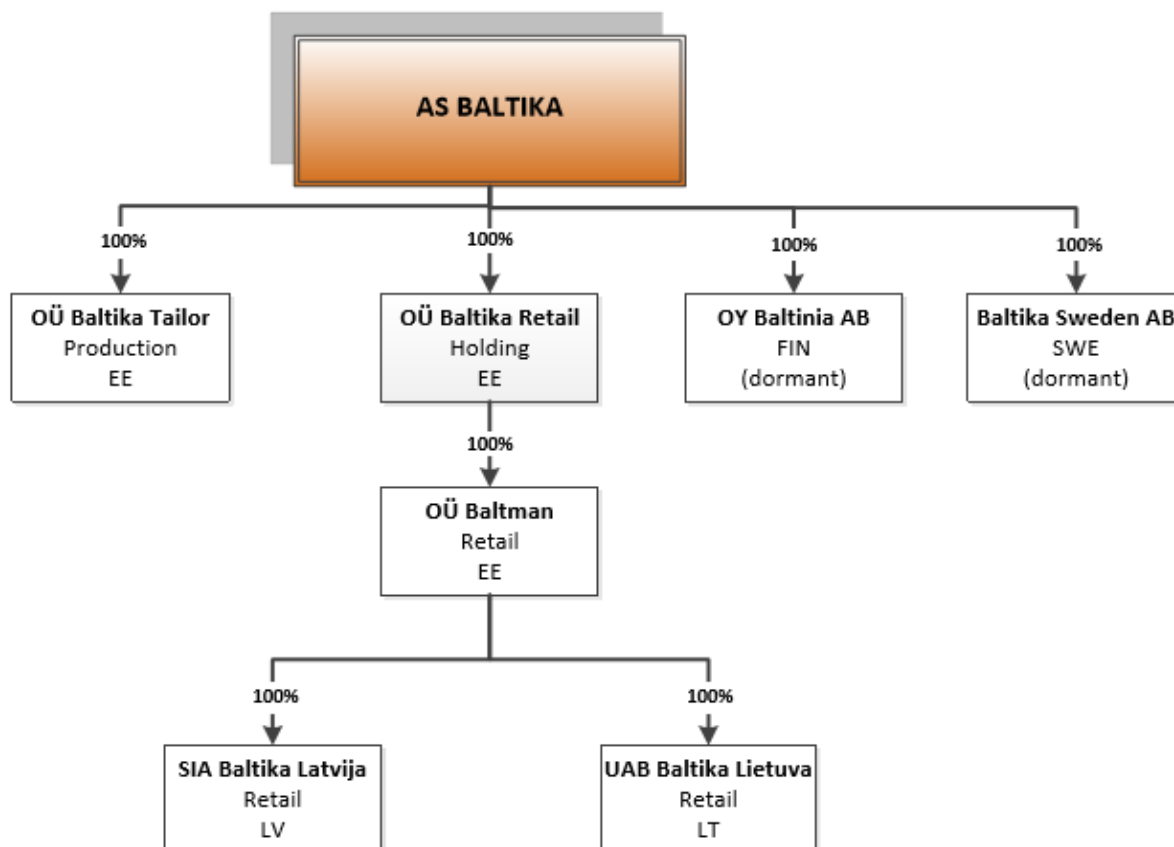 AS BALTIKA
100%
100%
100%
100%
OÜ Baltika Tailor
Production
EE
OÜ Baltika Retail
Holding
EE
OY Baltinia AB
FIN
(dormant)
Baltika Sweden AB
SWE
(dormant)
100%
OÜ Baltman
Retail
EE
100%
100%
SIA Baltika Latvija
Retail
LV
UAB Baltika Lietuva
Retail
LT